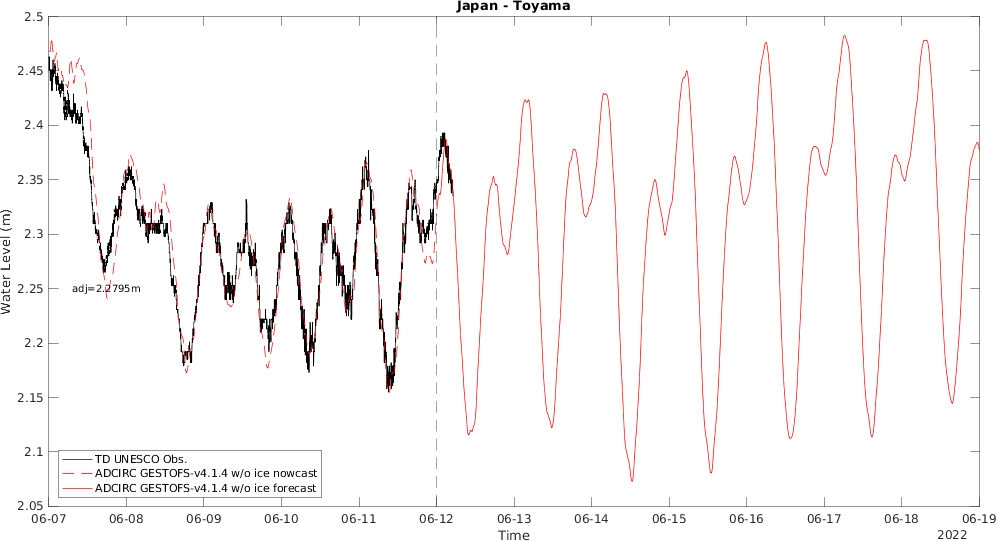 Japan - Toyama
2.5
2.45
2.4
2.35
2.3
2.25
2.2
2.15
2.1
2.05
Water Level (m)
adj=2.2795m
TD UNESCO Obs.
ADCIRC GESTOFS-v4.1.4 w/o ice nowcast
ADCIRC GESTOFS-v4.1.4 w/o ice forecast
06-07 06-08 06-09 06-10 06-11 06-12 06-13 06-14 06-15 06-16 06-17 06-18 06-19
Time
2022